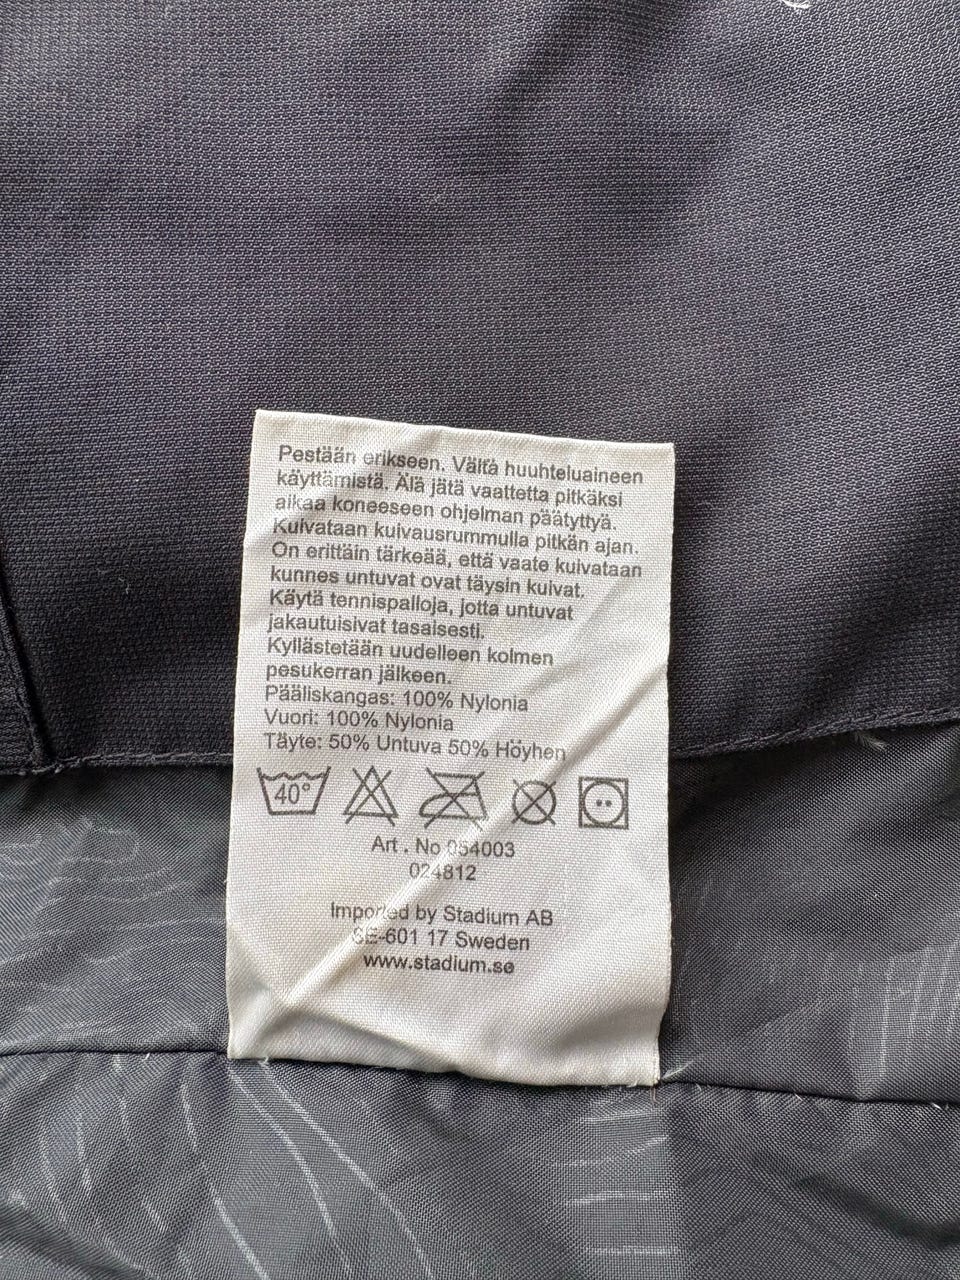 Pestään erikseen. Vältä huuhteluaineen
käyttämistä. Älä jätä vaattetta pitkäksi
aikaa koneeseen ohjelman päätyttyä.
Kuivataan kuivausrummulla pitkän ajan.
On erittäin tärkeää, että vaate kuivataan
kunnes untuvat ovat täysin kuivat.
Käytä tennispalloja, jotta untuvat
jakautuisivat tasaisesti.
Kyllästetään uudelleen kolmen
pesukerran jälkeen.
Pääliskangas: 100% Nylonia
Vuori: 100% Nylonia
Täyte: 50% Untuva 50% Höyhen
40°
Art . No 054003
024812
Imported by Stadium AB
SE-601 17 Sweden
www.stadium.se